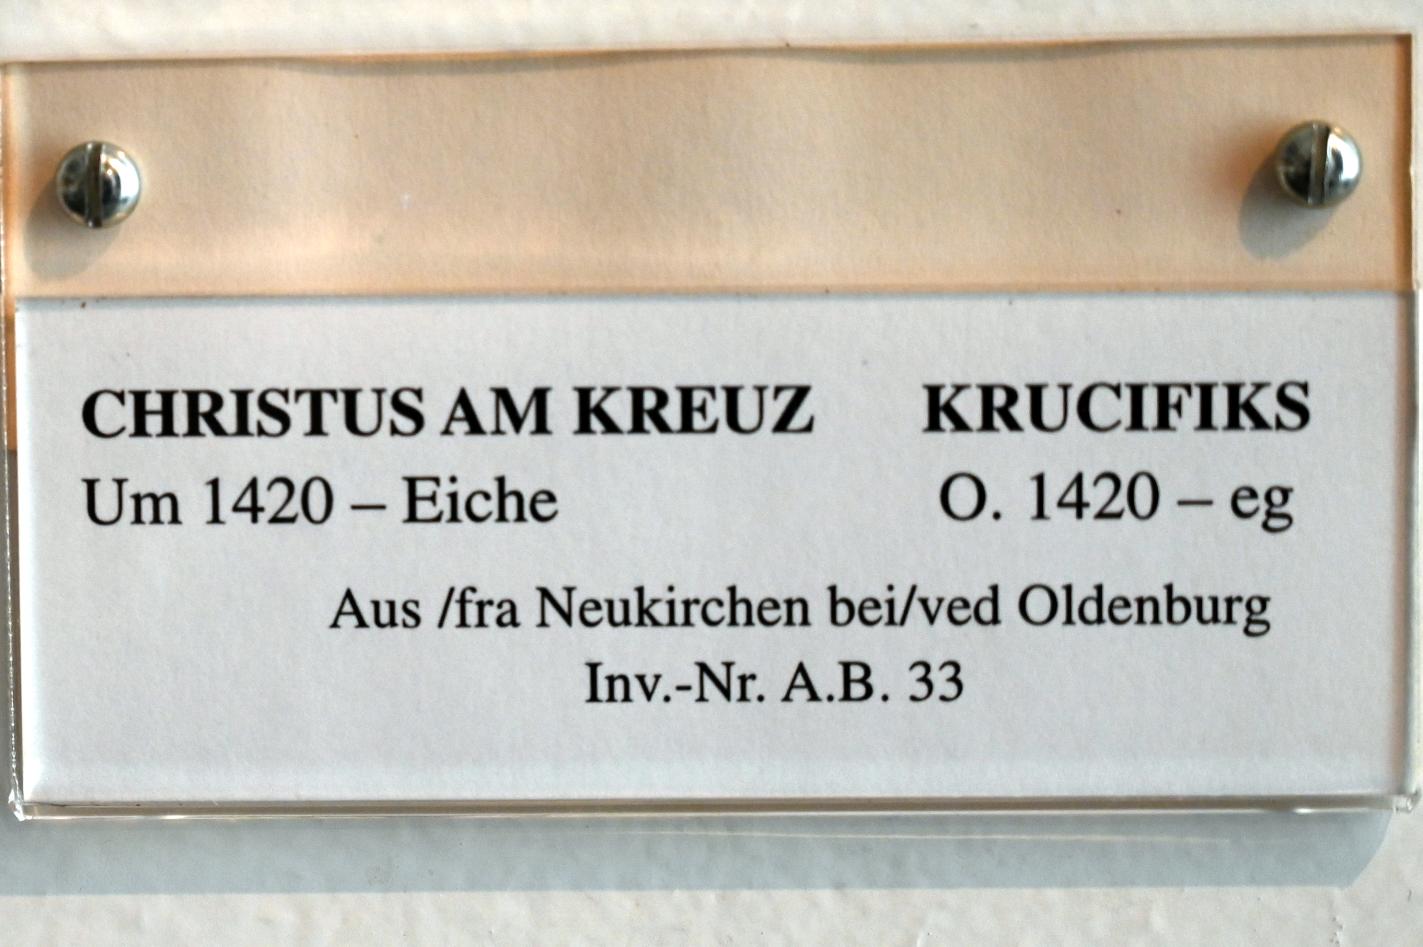 CHRISTUS AM KREUZ KRUCIFIKS
Um 1420 – Eiche O. 1420 – eg
Aus /fra Neukirchen bei/ved Oldenburg
Inv.-Nr. A.B. 33